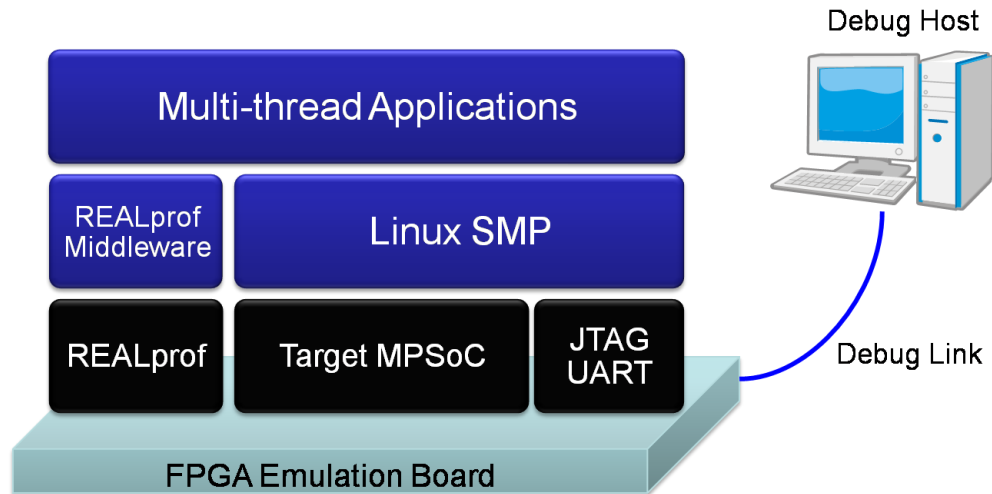 Debug Host
Multi-thread Applications
REALprof
Middleware
Linux SMP
REALprof
Target MPSoC
JTAG
UART
Debug Link
FPGA Emulation Board